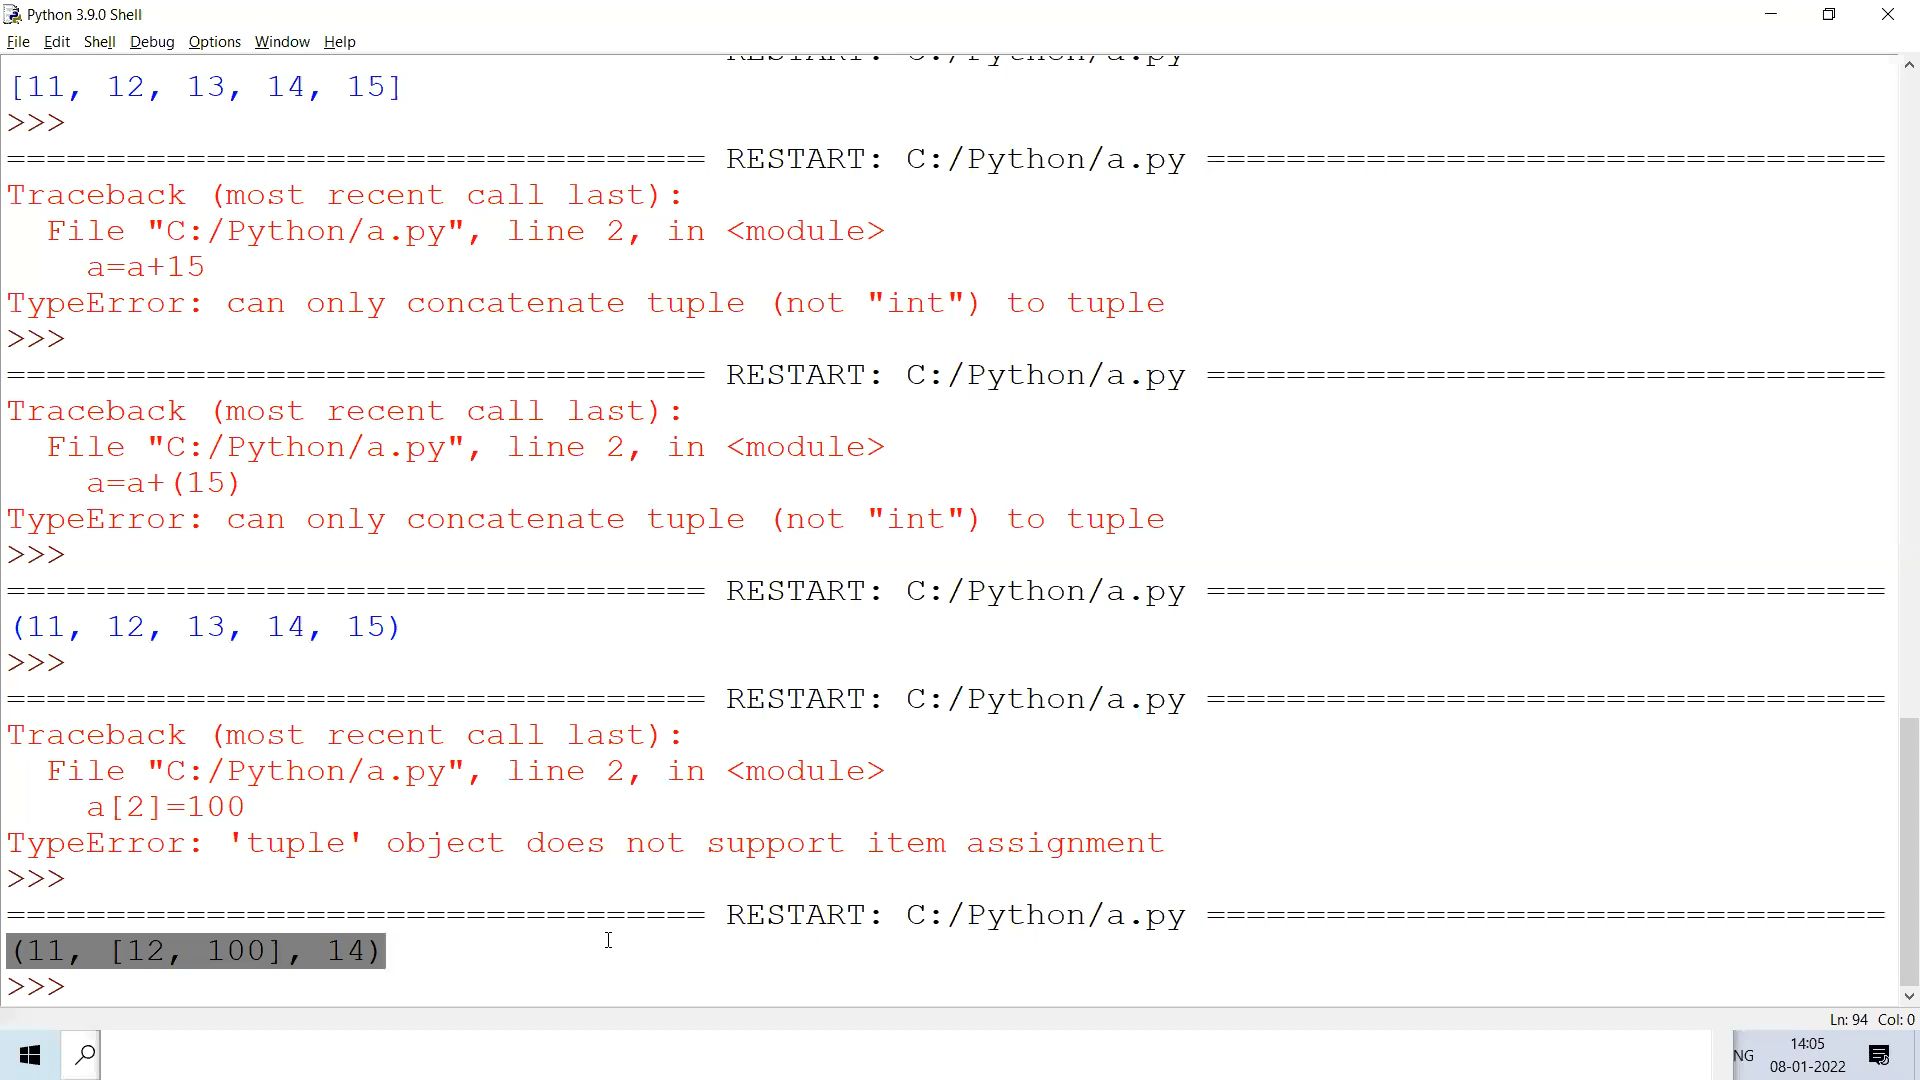 Python 3.9.0 Shell
File Edit Shell Debug Options Window Help
RESTART: C:/Python/a.py
[11, 12, 13, 14, 15]
>>>
=================================== RESTART: C:/Python/a.py ==================================
Traceback (most recent call last):
  File "C:/Python/a.py", line 2, in <module>
    a=a+15
TypeError: can only concatenate tuple (not "int") to tuple
>>>
=================================== RESTART: C:/Python/a.py ==================================
Traceback (most recent call last):
  File "C:/Python/a.py", line 2, in <module>
    a=a+(15)
TypeError: can only concatenate tuple (not "int") to tuple
>>>
=================================== RESTART: C:/Python/a.py ==================================
(11, 12, 13, 14, 15)
>>>
=================================== RESTART: C:/Python/a.py ==================================
Traceback (most recent call last):
  File "C:/Python/a.py", line 2, in <module>
    a[2]=100
TypeError: 'tuple' object does not support item assignment
>>>
=================================== RESTART: C:/Python/a.py ==================================
(11, [12, 100], 14)
>>>
Ln: 94 Col: 0
NG
14:05
08-01-2022